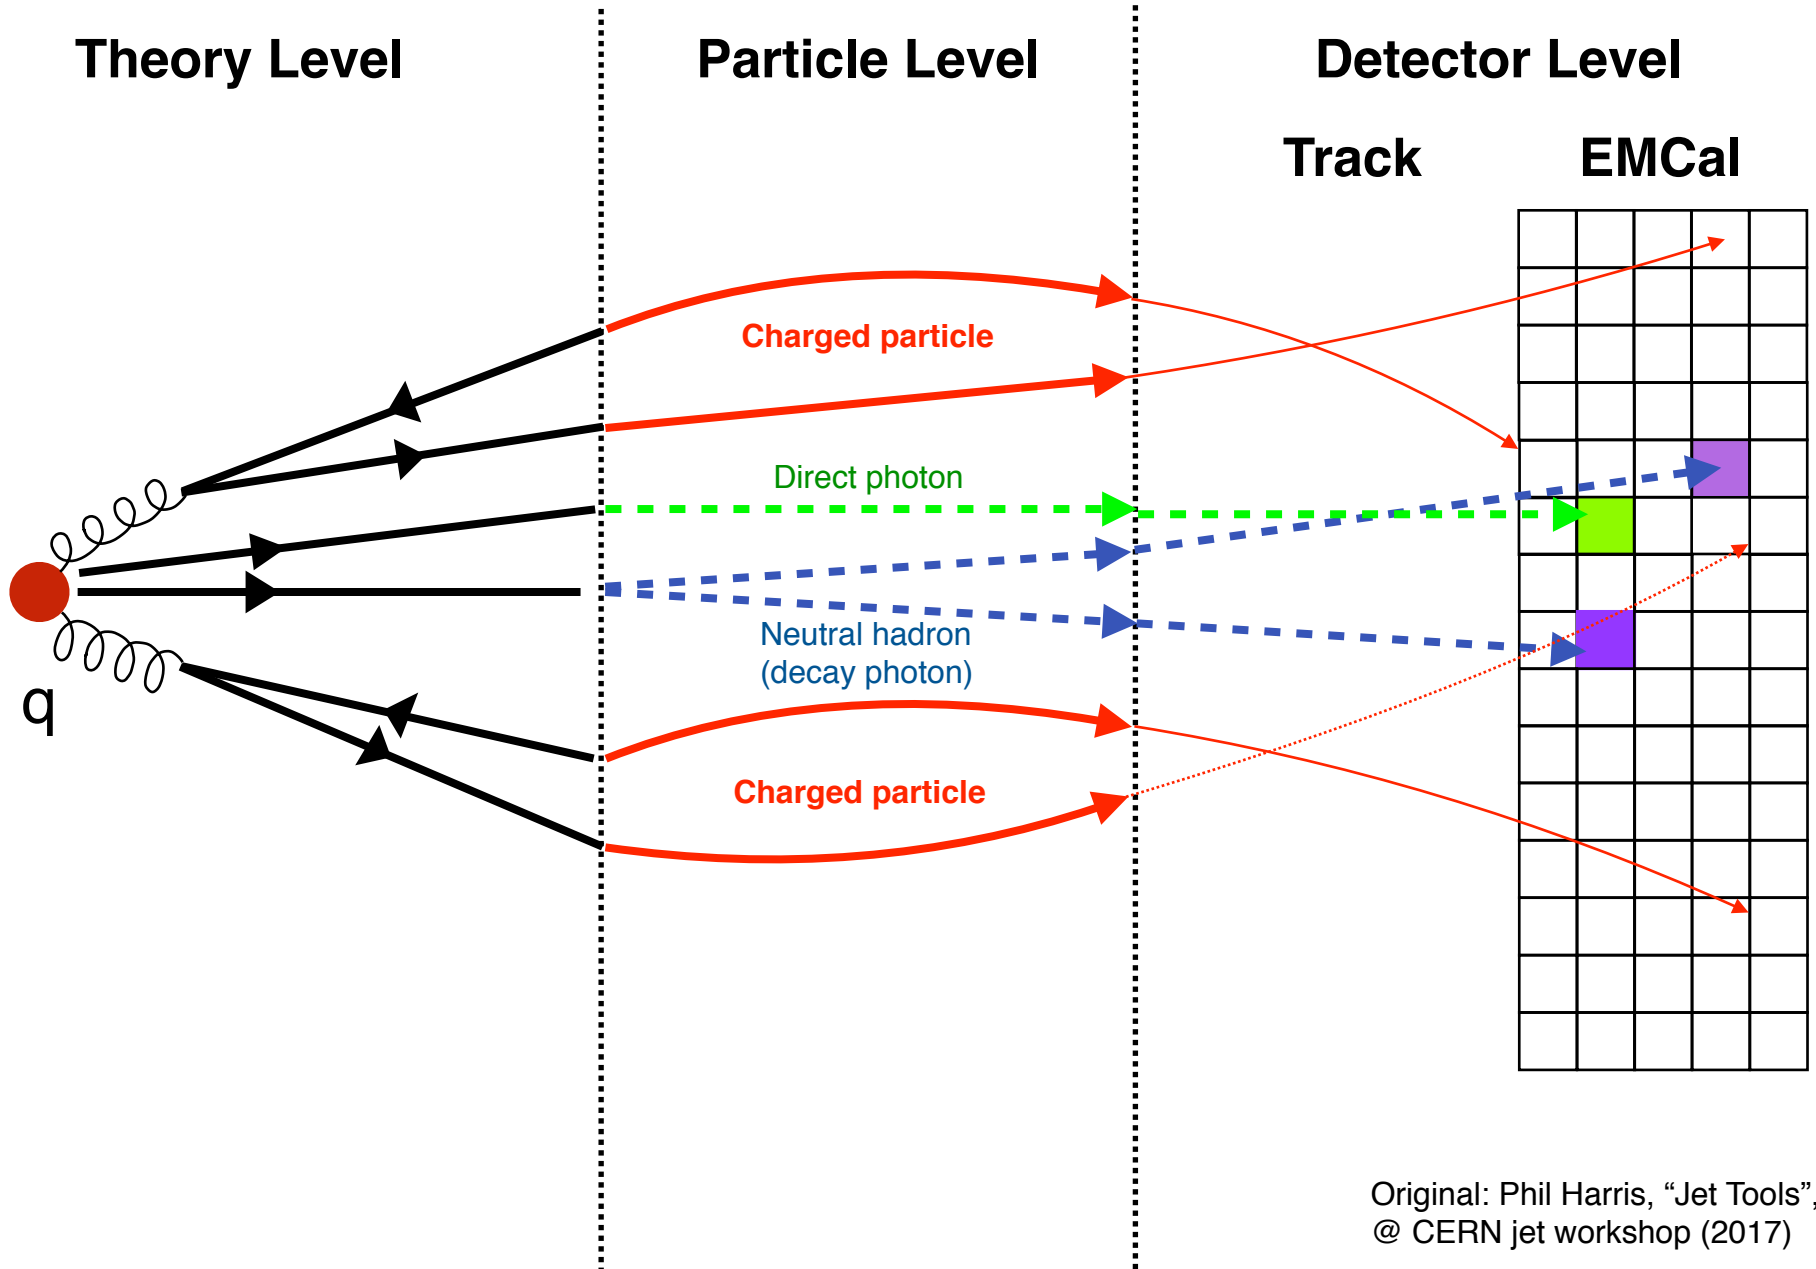 Theory Level
Particle Level
Detector Level
Track
EMCal
Charged particle
Direct photon
Neutral hadron
(decay photon)
q
Charged particle
Original: Phil Harris, “Jet Tools”,
@ CERN jet workshop (2017)